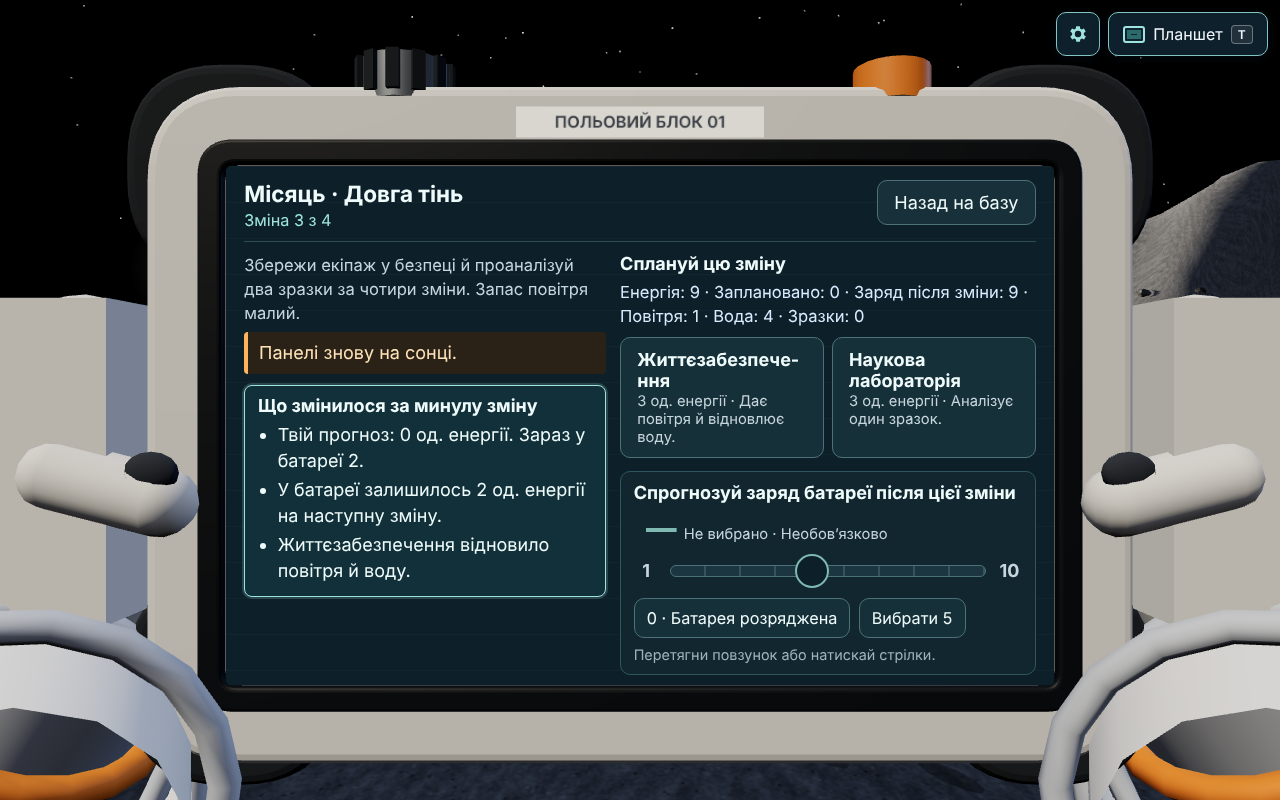 Планшет T
ПОЛЬОВИЙ БЛОК 01
Місяць · Довга тінь
Зміна 3 з 4
Назад на базу
Збережи екіпаж у безпеці й проаналізуй
два зразки за чотири зміни. Запас повітря
малий.
Панелі знову на сонці.
Що змінилося за минулу зміну
• Твій прогноз: 0 од. енергії. Зараз у
батареї 2.
• У батареї залишилось 2 од. енергії
на наступну зміну.
• Життєзабезпечення відновило
повітря й воду.
Сплануй цю зміну
Енергія: 9 · Заплановано: 0 · Заряд після зміни: 9 ·
Повітря: 1 · Вода: 4 · Зразки: 0
Життєзабезпече-
ння
3 од. енергії · Дає
повітря й відновлює
воду.
Наукова
лабораторія
3 од. енергії · Аналізує
один зразок.
Спрогнозуй заряд батареї після цієї зміни
Не вибрано · Необов’язково
1 10
0 · Батарея розряджена
Вибрати 5
Перетягни повзунок або натискай стрілки.